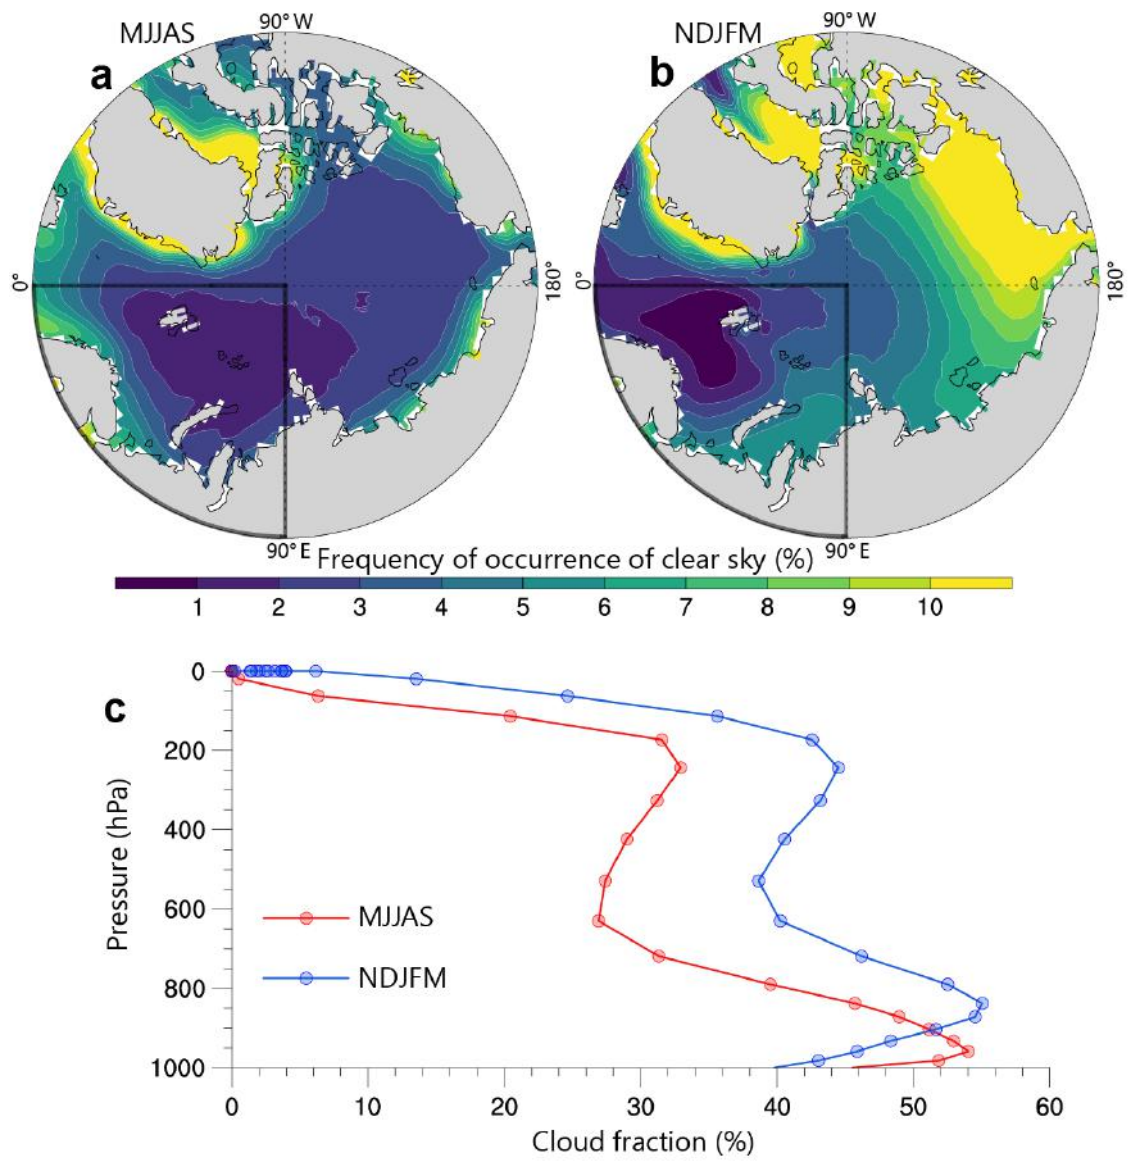 MJJAS 90° W NDJFM 90° W
a b
0° 180° 0° 180°
90° E 90° E
Frequency of occurrence of clear sky (%)
1 2 3 4 5 6 7 8 9 10
c
0
200
400
600
800
1000
Pressure (hPa)
MJJAS
NDJFM
0 10 20 30 40 50 60
Cloud fraction (%)